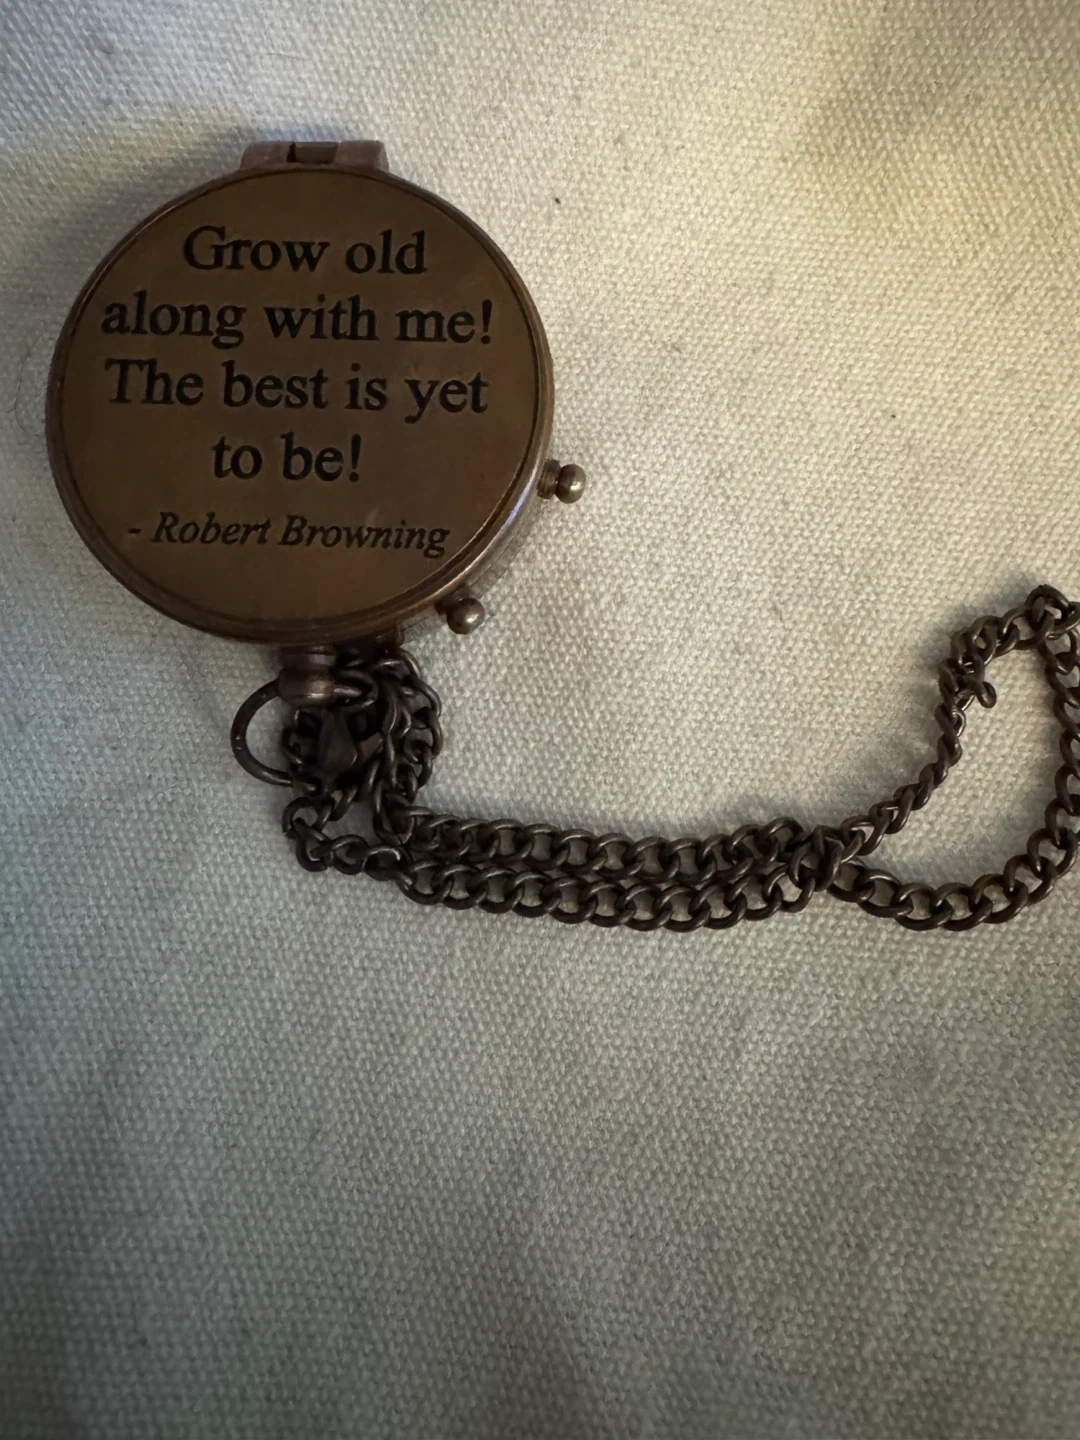 Grow old
along with me!
The best is yet
to be!
- Robert Browning